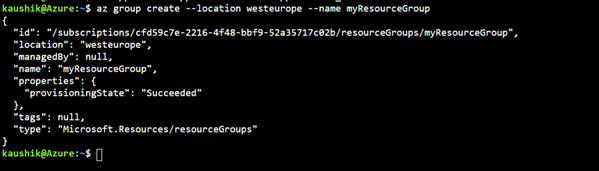 kaushik@Azure:~$ az group create --location westeurope --name myResourceGroup
{
  "id": "/subscriptions/cfd59c7e-2216-4f48-bbf9-52a35717c02b/resourceGroups/myResourceGroup",
  "location": "westeurope",
  "managedBy": null,
  "name": "myResourceGroup",
  "properties": {
    "provisioningState": "Succeeded"
  },
  "tags": null,
  "type": "Microsoft.Resources/resourceGroups"
}
kaushik@Azure:~$